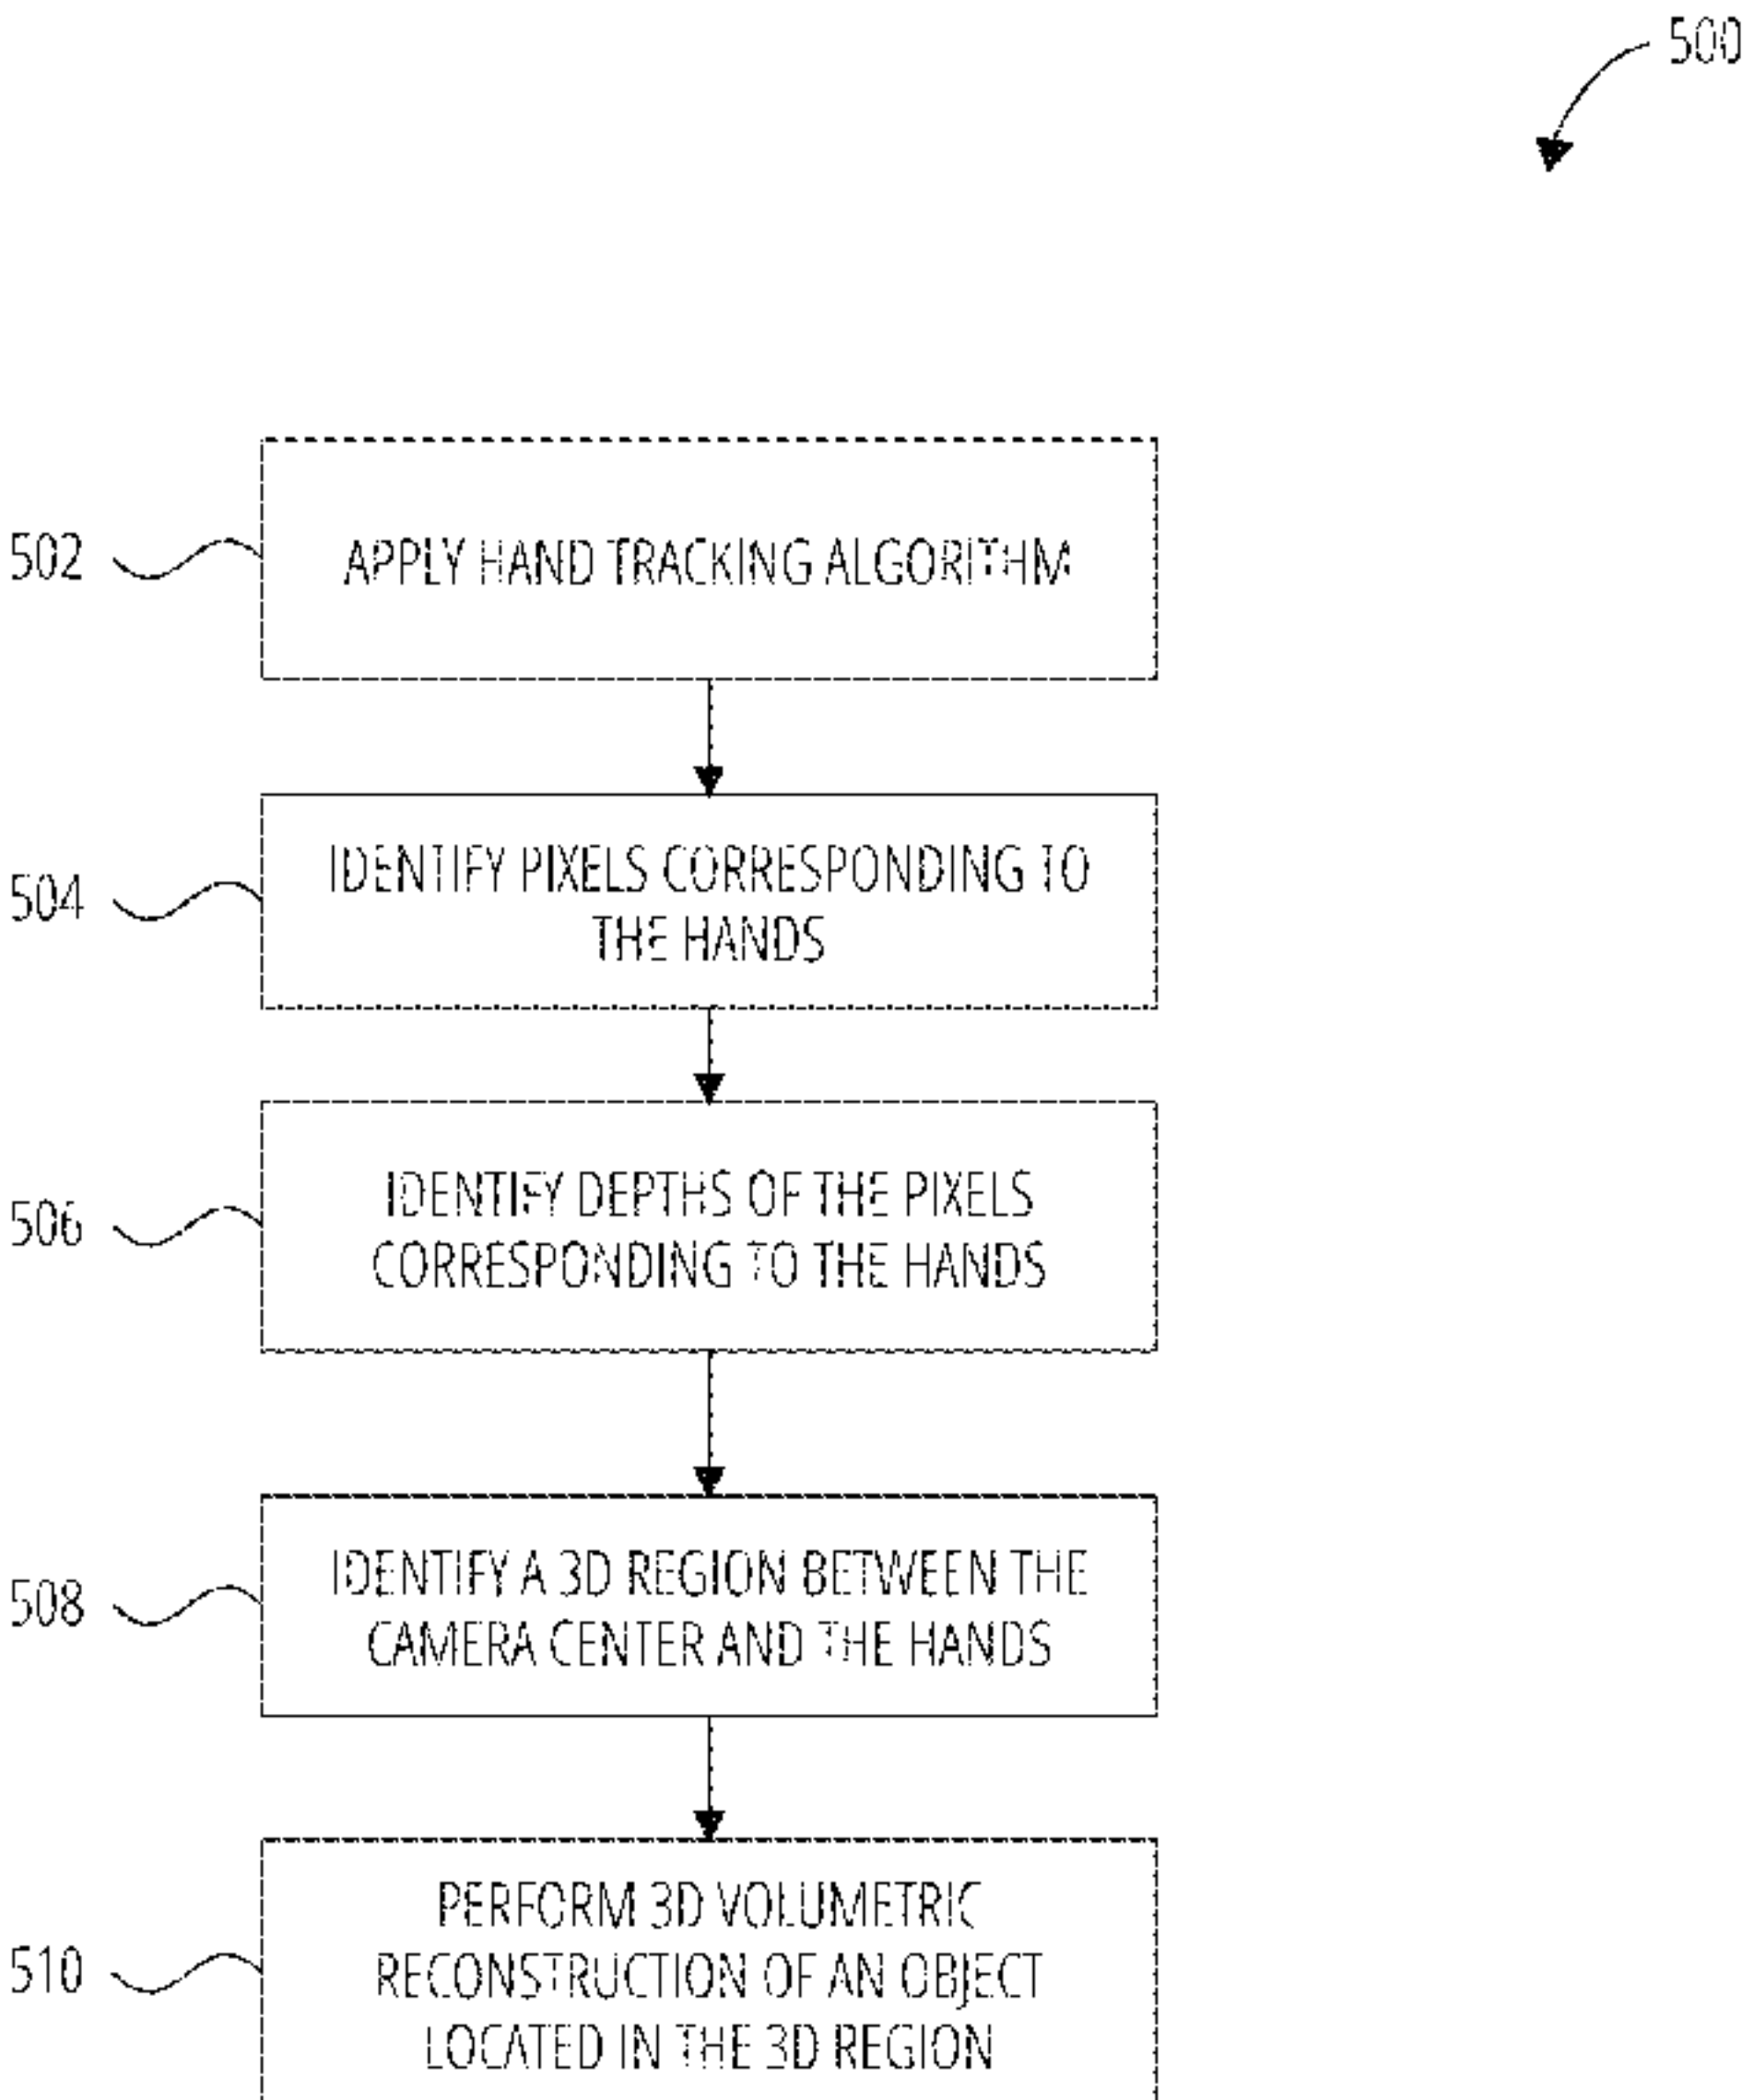 500
502
APPLY HAND TRACKING ALGORITHM
504
IDENTIFY PIXELS CORRESPONDING TO
THE HANDS
506
IDENTIFY DEPTHS OF THE PIXELS
CORRESPONDING TO THE HANDS
508
IDENTIFY A 3D REGION BETWEEN THE
CAMERA CENTER AND THE HANDS
510
PERFORM 3D VOLUMETRIC
RECONSTRUCTION OF AN OBJECT
LOCATED IN THE 3D REGION